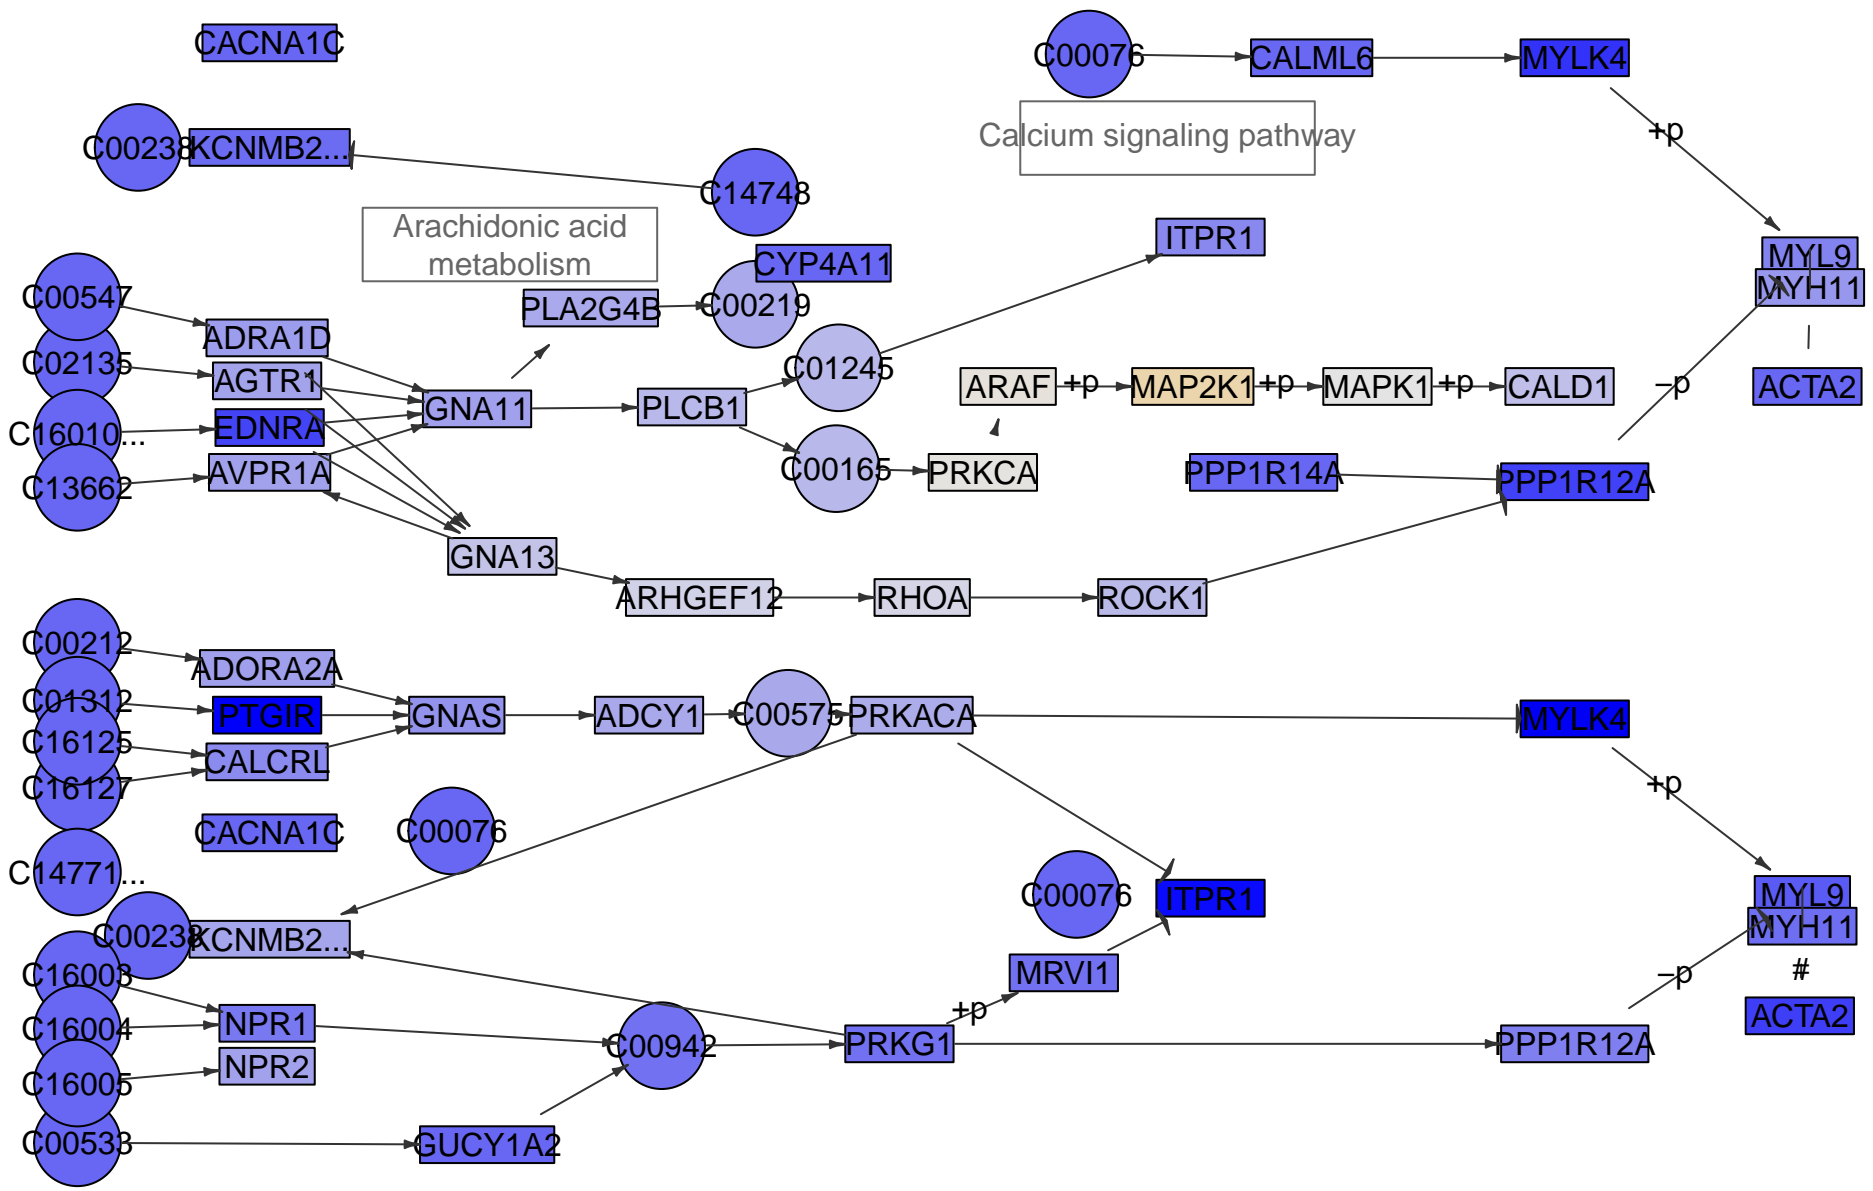 CACNA1C
C00076
CALML6
MYLK4
Calcium signaling pathway
+p
C00238
KCNMB2...
C14748
Arachidonic acid
metabolism
ITPR1
MYL9
MYH11
CYP4A11
C00547
PLA2G4B
C00219
ADRA1D
C02135
AGTR1
C01245
ARAF
+p
MAP2K1
+p
MAPK1
+p
CALD1
–p
ACTA2
GNA11
PLCB1
C16010...
EDNRA
AVPR1A
C13662
C00165
PRKCA
PPP1R14A
PPP1R12A
GNA13
ARHGEF12
RHOA
ROCK1
C00212
ADORA2A
C01312
PTGIR
GNAS
ADCY1
C00575
PRKACA
MYLK4
C16125
CALCRL
C16127
+p
CACNA1C
C00076
C14771...
C00076
ITPR1
MYL9
MYH11
C00238
KCNMB2...
C16003
MRVI1
–p
#
+p
ACTA2
C16004
NPR1
C00942
PRKG1
PPP1R12A
NPR2
C16005
C00533
GUCY1A2